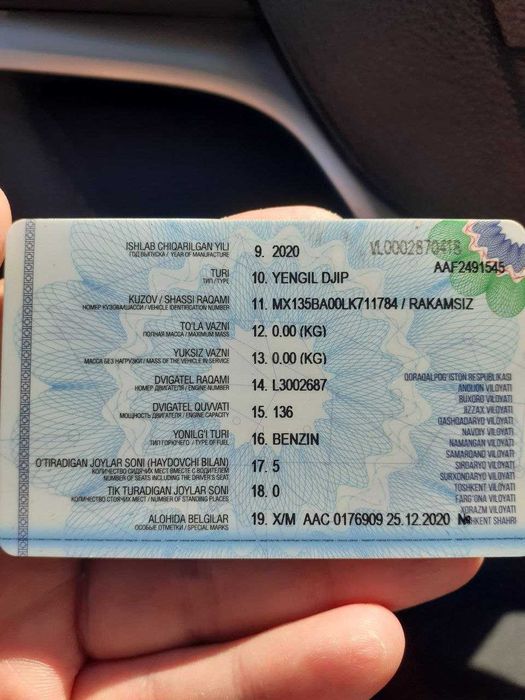 VL0002870418
AAF2491545
ISHLAB CHIQARILGAN YILI 9. 2020
ГОД ВЫПУСКА / YEAR OF MANUFACTURE
TURI 10. YENGIL DJIP
ТИП / TYPE
KUZOV / SHASSI RAQAMI 11. MX135BA00LK711784 / RAKAMSIZ
НОМЕР КУЗОВА/ШАССИ / VEHICLE IDENTIFICATION NUMBER
TO'LA VAZNI 12. 0.00 (KG)
ПОЛНАЯ МАССА / MAXIMUM MASS
YUKSIZ VAZNI 13. 0.00 (KG)
МАССА БЕЗ НАГРУЗКИ / MASS OF THE VEHICLE IN SERVICE
DVIGATEL RAQAMI 14. L3002687
НОМЕР ДВИГАТЕЛЯ / ENGINE NUMBER
DVIGATEL QUVVATI 15. 136
МОЩНОСТЬ ДВИГАТЕЛЯ / ENGINE CAPACITY
YONILG'I TURI 16. BENZIN
ТИП ГОРЮЧЕГО / TYPE OF FUEL
O'TIRADIGAN JOYLAR SONI (HAYDOVCHI BILAN) 17. 5
КОЛИЧЕСТВО СИДЯЧИХ МЕСТ ВМЕСТЕ С ВОДИТЕЛЕМ
NUMBER OF SEATS INCLUDING THE DRIVER'S SEAT
TIK TURADIGAN JOYLAR SONI 18. 0
КОЛИЧЕСТВО СТОЯЧИХ МЕСТ / NUMBER OF STANDING PLACES
ALOHIDA BELGILAR 19. X/M AAC 0176909 25.12.2020
ОСОБЫЕ ОТМЕТКИ / SPECIAL MARKS
QORAQALPOG'ISTON RESPUBLIKASI
ANDIJON VILOYATI
BUXORO VILOYATI
JIZZAX VILOYATI
QASHQADARYO VILOYATI
NAVOIY VILOYATI
NAMANGAN VILOYATI
SAMARQAND VILOYATI
SIRDARYO VILOYATI
SURXONDARYO VILOYATI
TOSHKENT VILOYATI
FARG'ONA VILOYATI
XORAZM VILOYATI
SHKENT SHAHRI